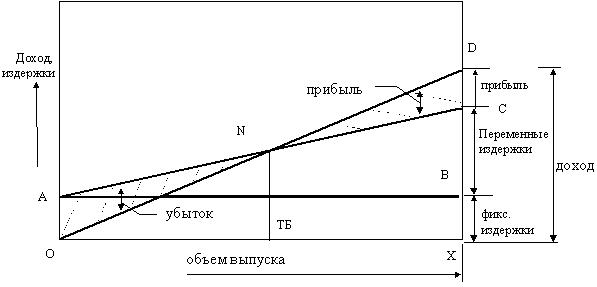 Доход,
издержки
D
прибыль
прибыль
N
C
Переменные
издержки
доход
B
A
убыток
ТБ
фикс.
издержки
O
X
объем выпуска